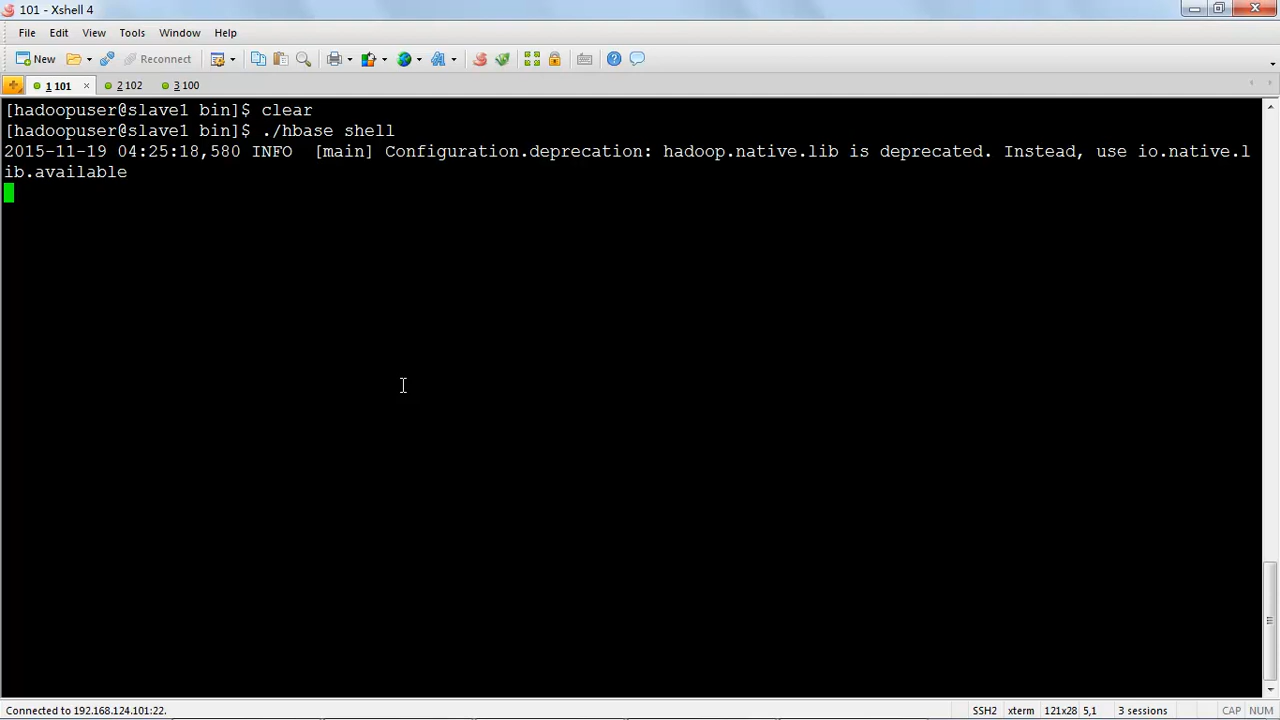 101 - Xshell 4
File Edit View Tools Window Help
New Reconnect
1 101 2 102 3 100
[hadoopuser@slave1 bin]$ clear
[hadoopuser@slave1 bin]$ ./hbase shell
2015-11-19 04:25:18,580 INFO  [main] Configuration.deprecation: hadoop.native.lib is deprecated. Instead, use io.native.l
ib.available
Connected to 192.168.124.101:22. SSH2 xterm 121x28 5,1 3 sessions CAP NUM